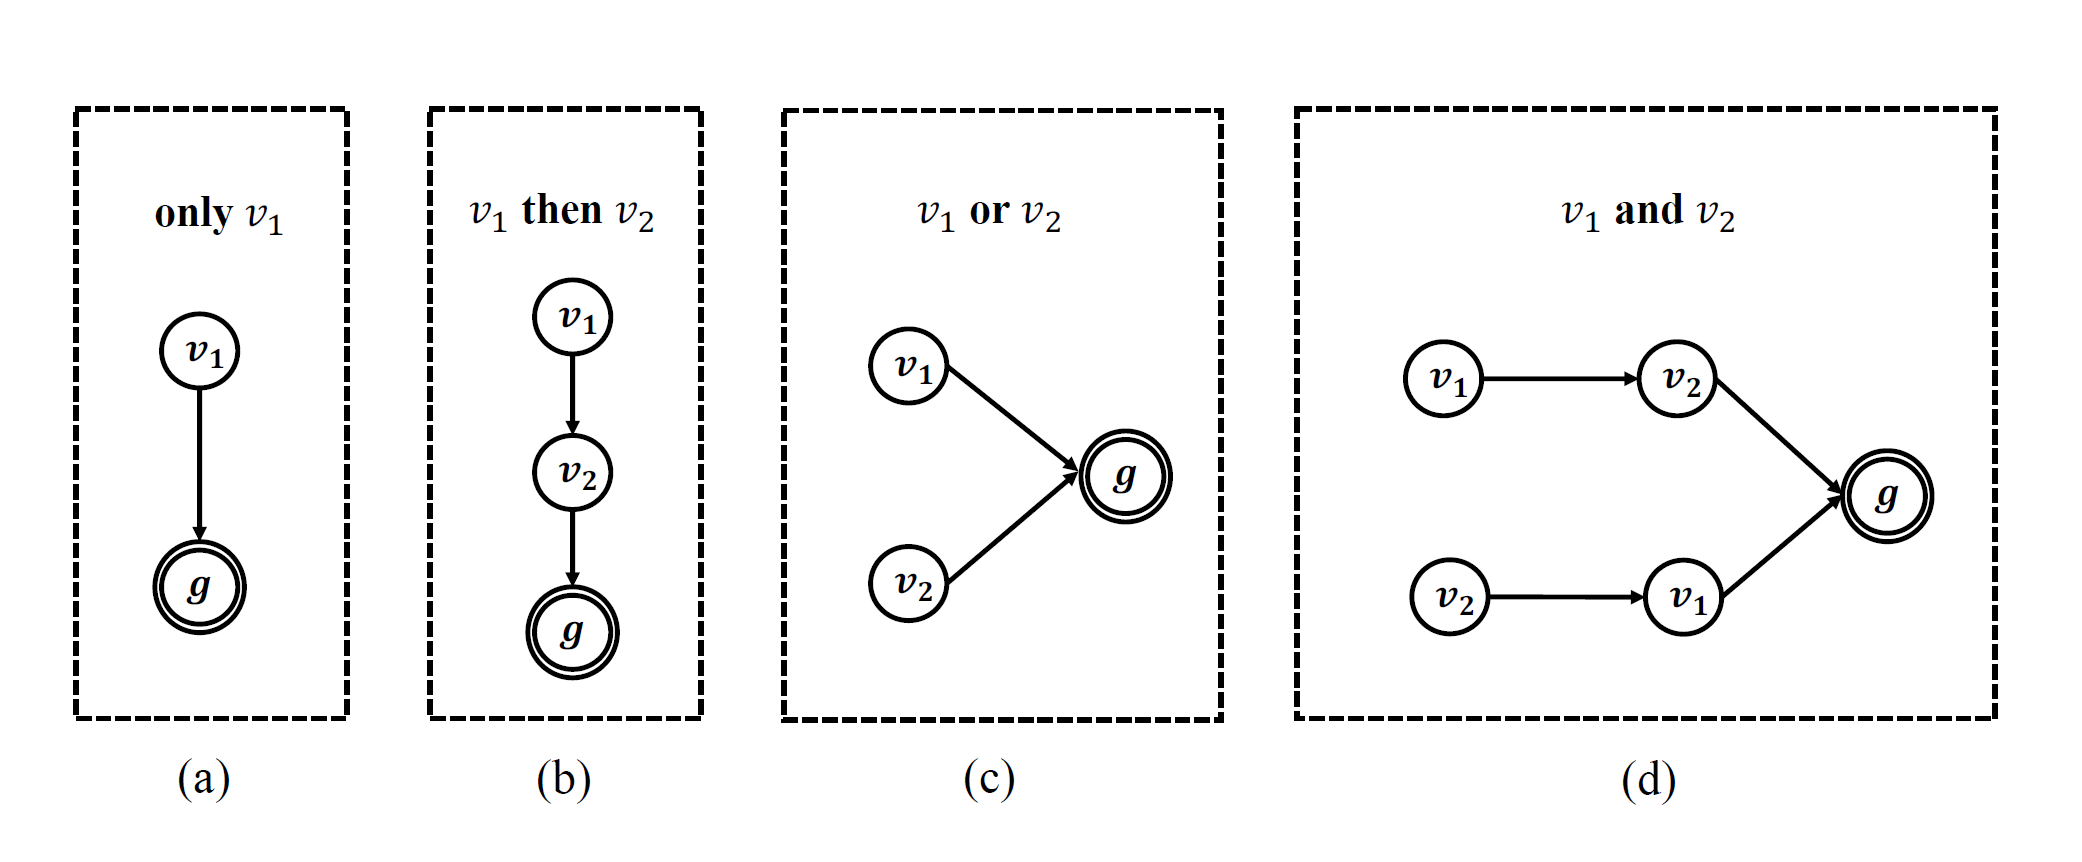 only v₁
v₁
g
(a)
v₁ then v₂
v₁
v₂
g
(b)
v₁ or v₂
v₁
v₂
g
(c)
v₁ and v₂
v₁ v₂
g
v₂ v₁
(d)